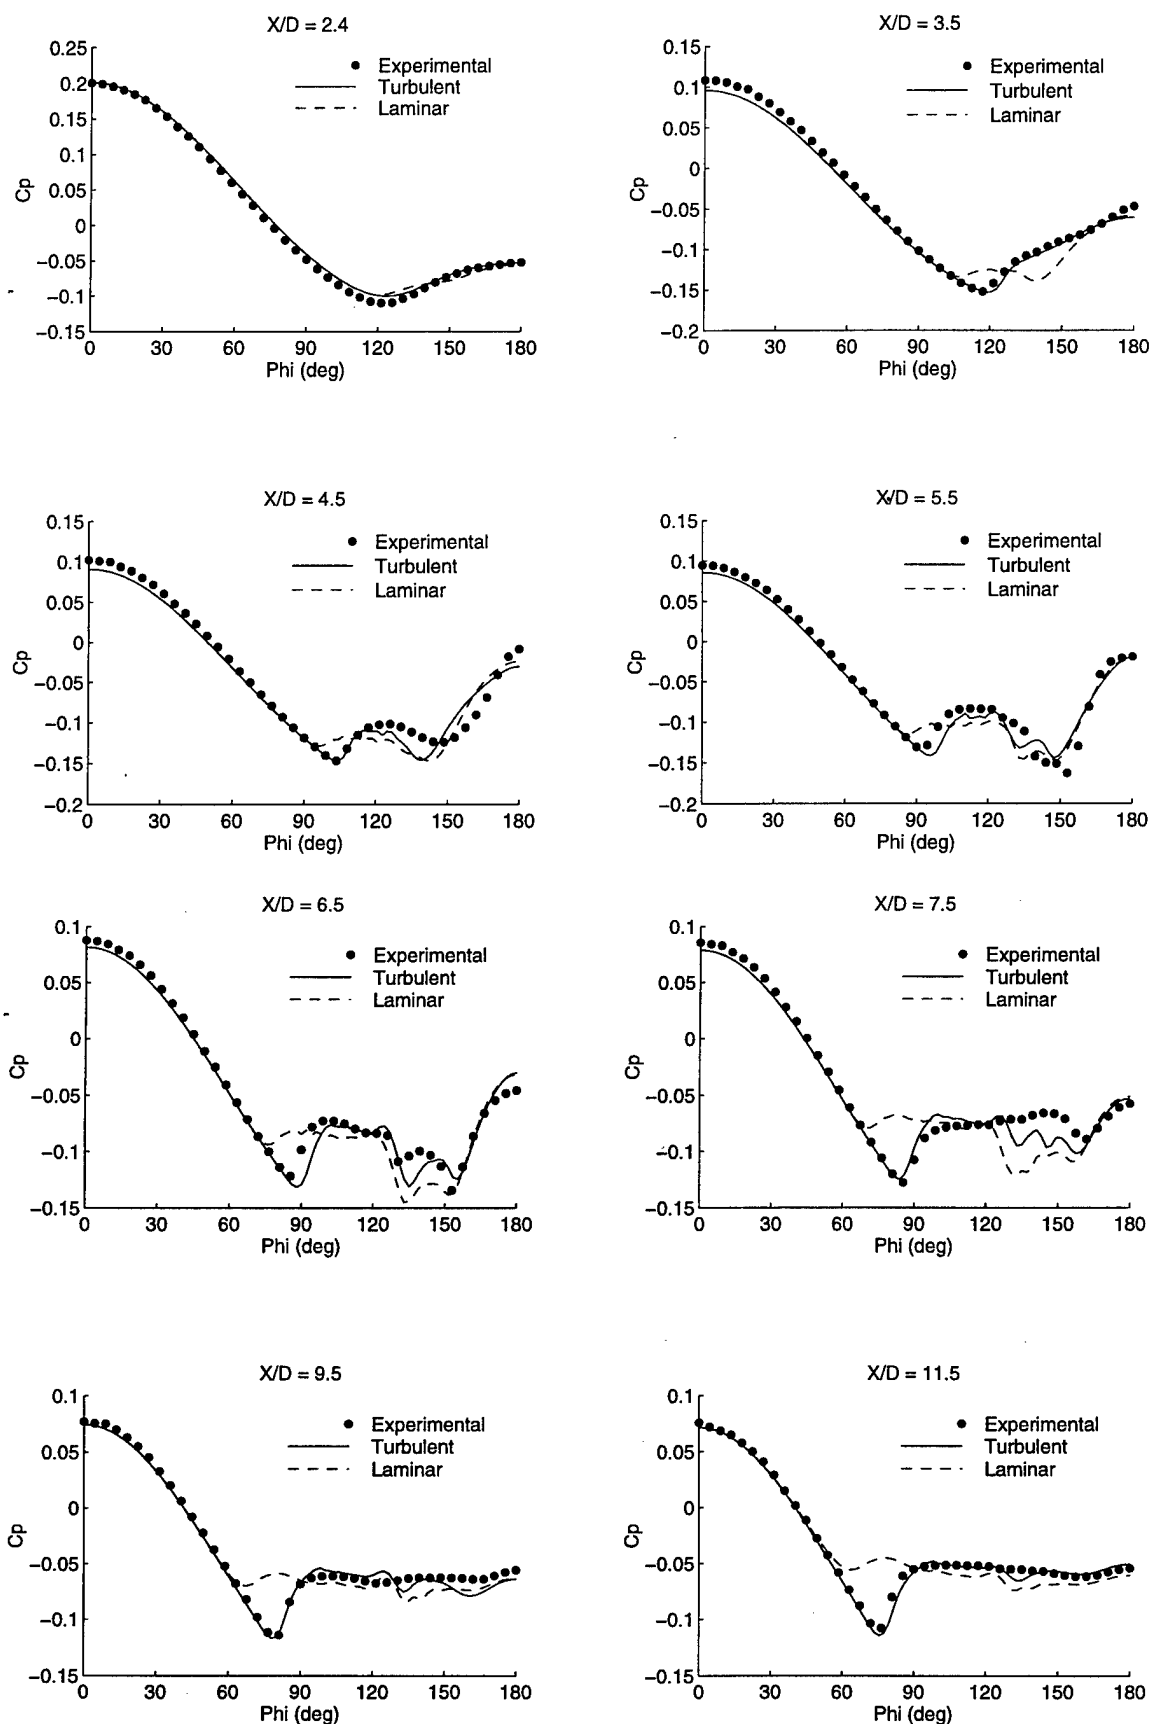 X/D = 2.4
0.25
0.2
0.15
0.1
0.05
0
−0.05
−0.1
−0.15
Cp
Experimental
Turbulent
Laminar
0 30 60 90 120 150 180
Phi (deg)
X/D = 3.5
0.15
0.1
0.05
0
−0.05
−0.1
−0.15
−0.2
Cp
Experimental
Turbulent
Laminar
0 30 60 90 120 150 180
Phi (deg)
X/D = 4.5
0.15
0.1
0.05
0
−0.05
−0.1
−0.15
−0.2
Cp
Experimental
Turbulent
Laminar
0 30 60 90 120 150 180
Phi (deg)
X/D = 5.5
0.15
0.1
0.05
0
−0.05
−0.1
−0.15
−0.2
Cp
Experimental
Turbulent
Laminar
0 30 60 90 120 150 180
Phi (deg)
X/D = 6.5
0.1
0.05
0
−0.05
−0.1
−0.15
Cp
Experimental
Turbulent
Laminar
0 30 60 90 120 150 180
Phi (deg)
X/D = 7.5
0.1
0.05
0
−0.05
−0.1
−0.15
Cp
Experimental
Turbulent
Laminar
0 30 60 90 120 150 180
Phi (deg)
X/D = 9.5
0.1
0.05
0
−0.05
−0.1
−0.15
Cp
Experimental
Turbulent
Laminar
0 30 60 90 120 150 180
Phi (deg)
X/D = 11.5
0.1
0.05
0
−0.05
−0.1
−0.15
Cp
Experimental
Turbulent
Laminar
0 30 60 90 120 150 180
Phi (deg)